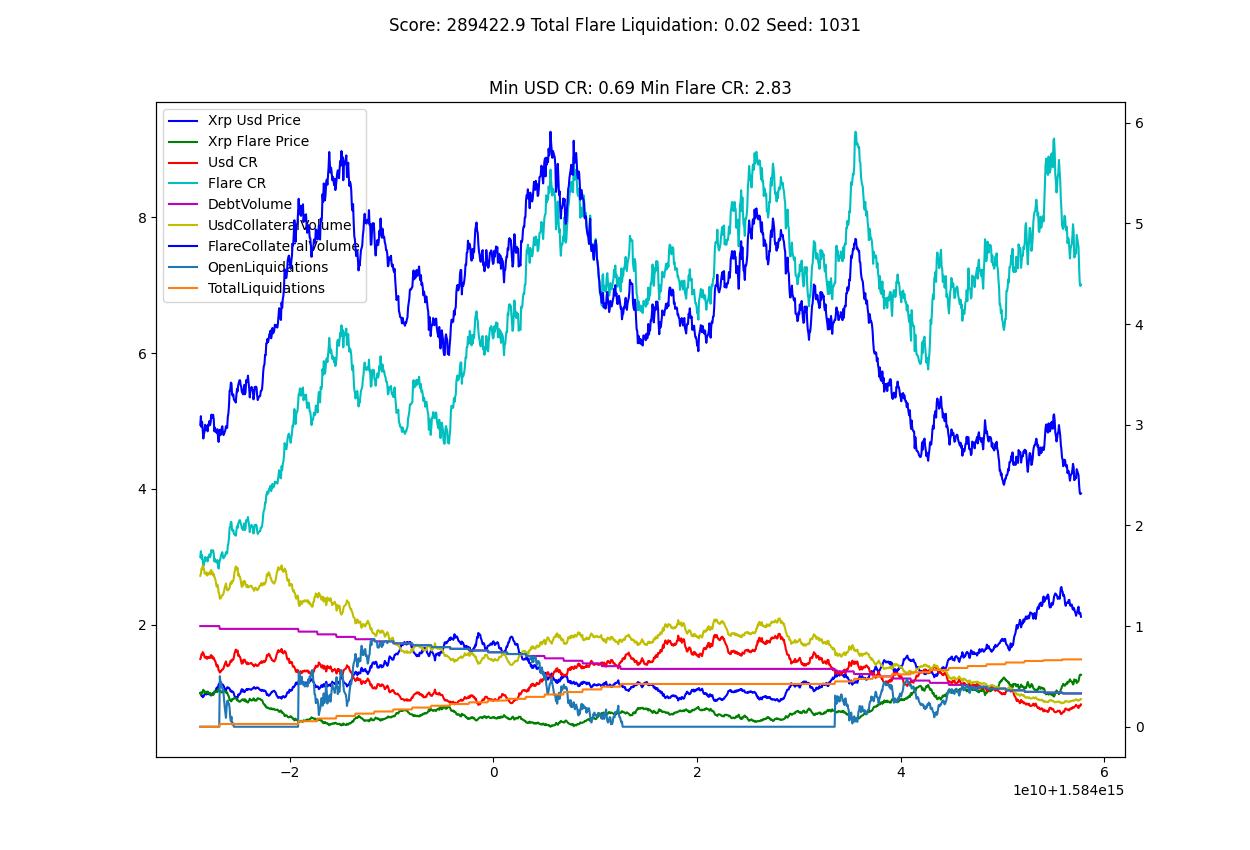 Score: 289422.9 Total Flare Liquidation: 0.02 Seed: 1031
Min USD CR: 0.69 Min Flare CR: 2.83
Xrp Usd Price
Xrp Flare Price
Usd CR
Flare CR
DebtVolume
UsdCollateralVolume
FlareCollateralVolume
OpenLiquidations
TotalLiquidations
8
6
4
2
6
5
4
3
2
1
0
−2
0
2
4
6
1e10+1.584e15